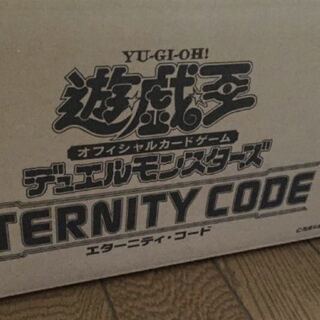 YU-GI-OH!
遊戯王
オフィシャルカードゲーム
デュエルモンスターズ
TERNITY CODE
エターニティ・コード